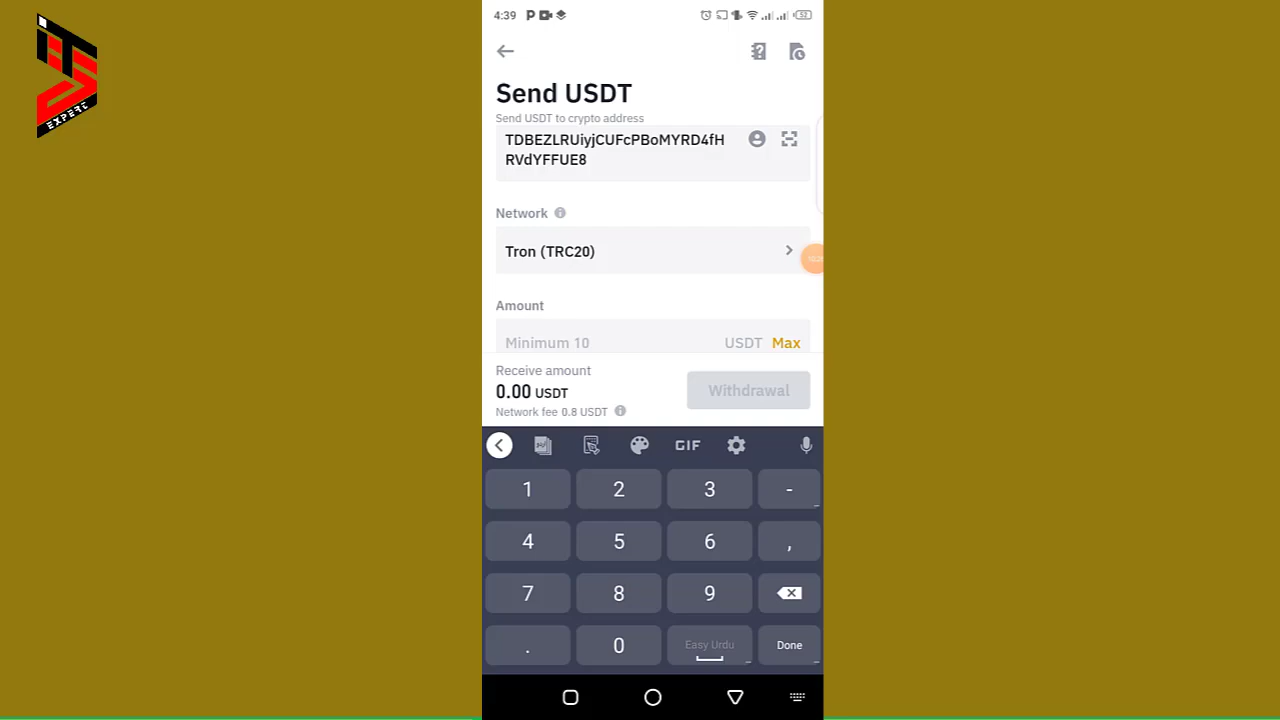 ITS
EXPERT
4:39
52
Send USDT
Send USDT to crypto address
TDBEZLRUiyjCUFcPBoMYRD4fH
RVdYFFUE8
Network
Tron (TRC20)
Amount
Minimum 10 USDT Max
Receive amount
0.00 USDT
Withdrawal
Network fee 0.8 USDT
GIF
1 2 3 -
4 5 6 ,
7 8 9
. 0 Easy Urdu Done